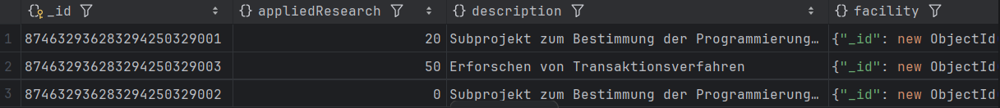 _id appliedResearch description facility
1 874632936283294250329001 20 Subprojekt zum Bestimmung der Programmierung… {"_id": new ObjectId
2 874632936283294250329003 50 Erforschen von Transaktionsverfahren {"_id": new ObjectId
3 874632936283294250329002 0 Subprojekt zum Bestimmung der Programmierung… {"_id": new ObjectId